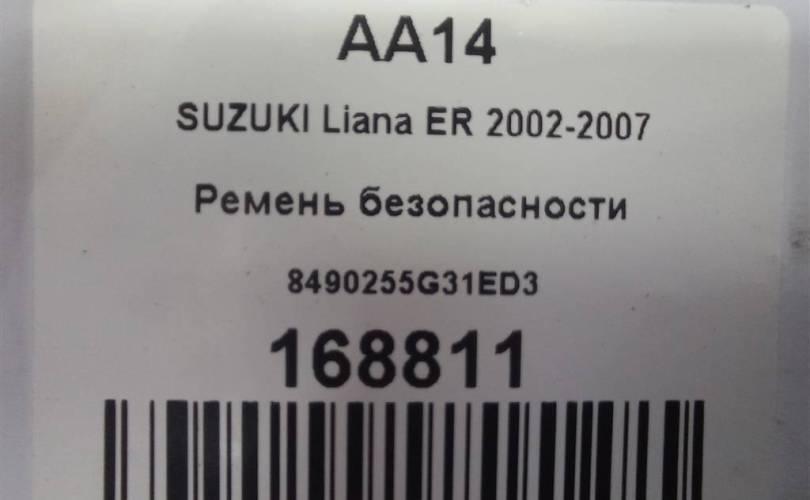 AA14
SUZUKI Liana ER 2002-2007
Ремень безопасности
8490255G31ED3
168811